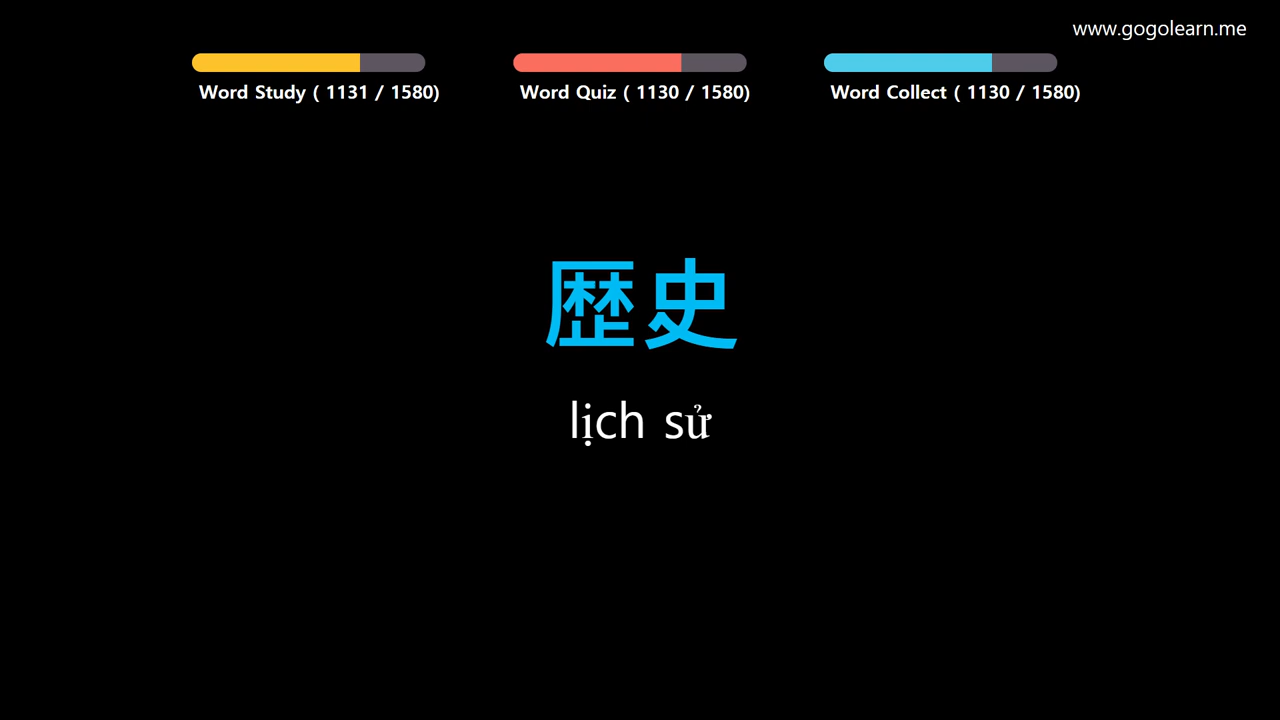 www.gogolearn.me
Word Study ( 1131 / 1580)
Word Quiz ( 1130 / 1580)
Word Collect ( 1130 / 1580)
歴史
lịch sử